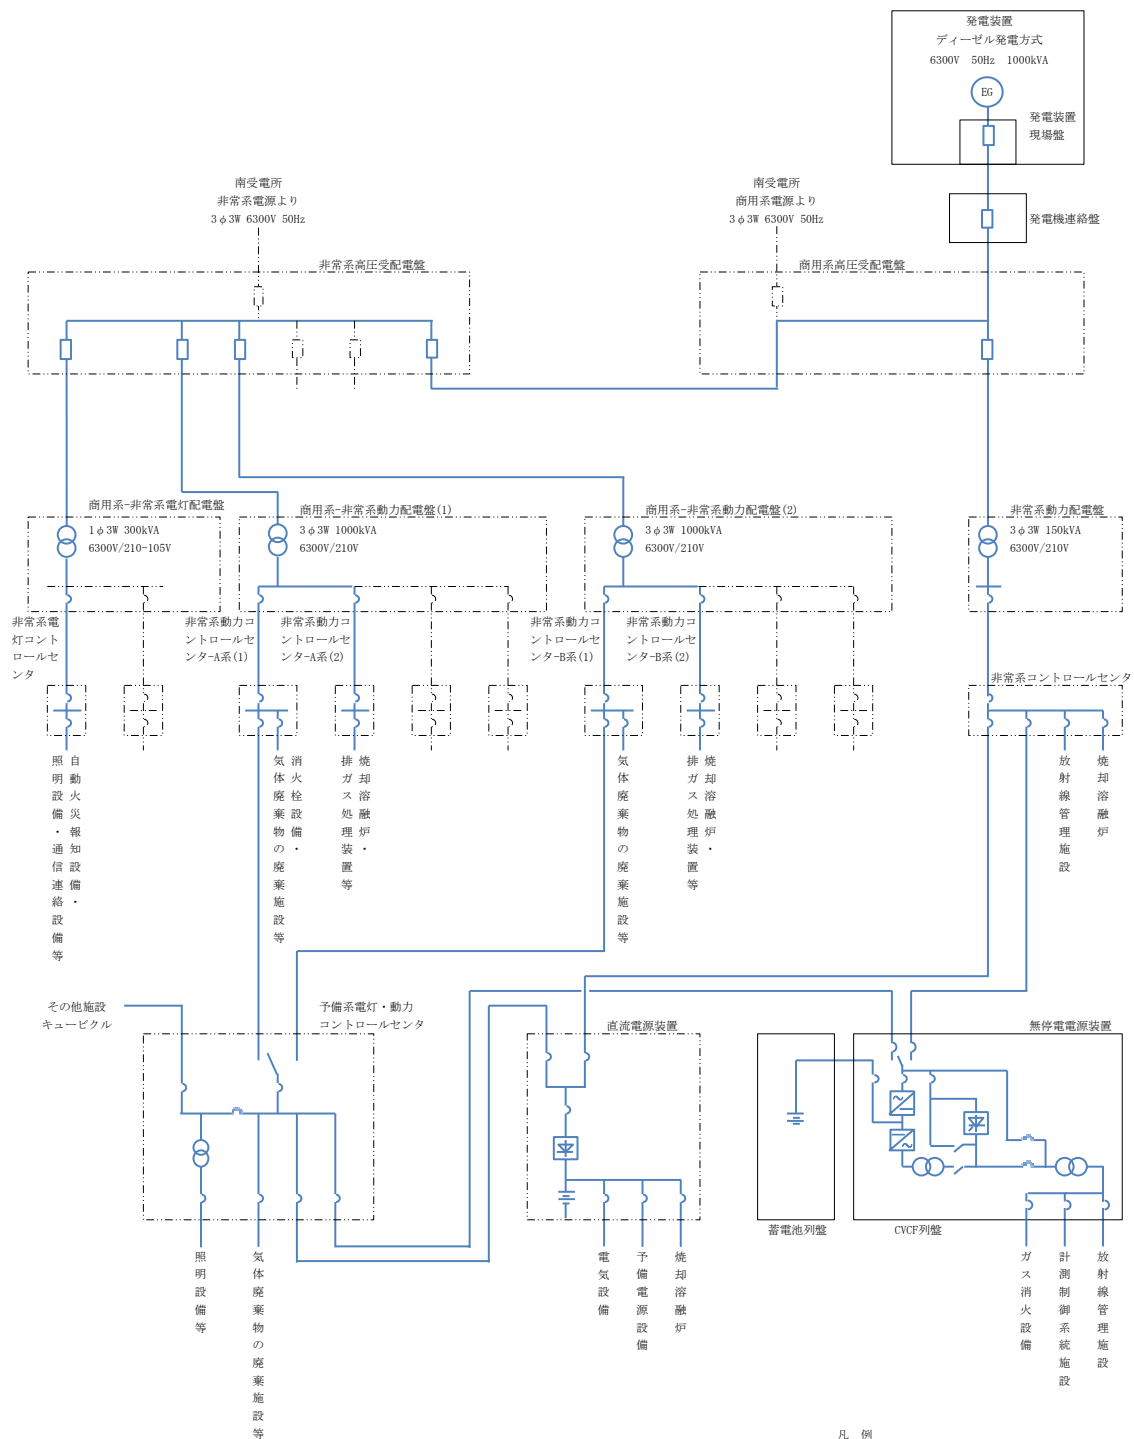 発電装置
ディーゼル発電方式
6300V 50Hz 1000kVA
EG
発電装置
現場盤
南受電所
非常系電源より
3φ3W 6300V 50Hz
南受電所
商用系電源より
3φ3W 6300V 50Hz
発電機連絡盤
非常系高圧受配電盤
商用系高圧受配電盤
商用系-非常系電灯配電盤
1φ3W 300kVA
6300V/210-105V
商用系-非常系動力配電盤(1)
3φ3W 1000kVA
6300V/210V
商用系-非常系動力配電盤(2)
3φ3W 1000kVA
6300V/210V
非常系動力配電盤
3φ3W 150kVA
6300V/210V
非常系電
灯コント
ロールセ
ンタ
非常系動力コ
ントロールセ
ンタ-A系(1)
非常系動力コ
ントロールセ
ンタ-A系(2)
非常系動力コ
ントロールセ
ンタ-B系(1)
非常系動力コ
ントロールセ
ンタ-B系(2)
非常系コントロールセンタ
自動火災報知設備・
照明設備・通信連絡設備等
消火栓設備・
気体廃棄物の廃棄施設等
焼却溶融炉・
排ガス処理装置等
気体廃棄物の廃棄施設等
焼却溶融炉・
排ガス処理装置等
放射線管理施設
焼却溶融炉
その他施設
キュービクル
予備系電灯・動力
コントロールセンタ
直流電源装置
無停電電源装置
蓄電池列盤
CVCF列盤
照明設備等
気体廃棄物の廃棄施設等
電気設備
予備電源設備
焼却溶融炉
ガス消火設備
計測制御系統施設
放射線管理施設
凡 例